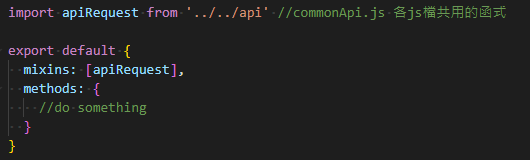 import apiRequest from '../../api' //commonApi.js 各js檔共用的函式
export default {
mixins: [apiRequest],
methods: {
//do something
}
}